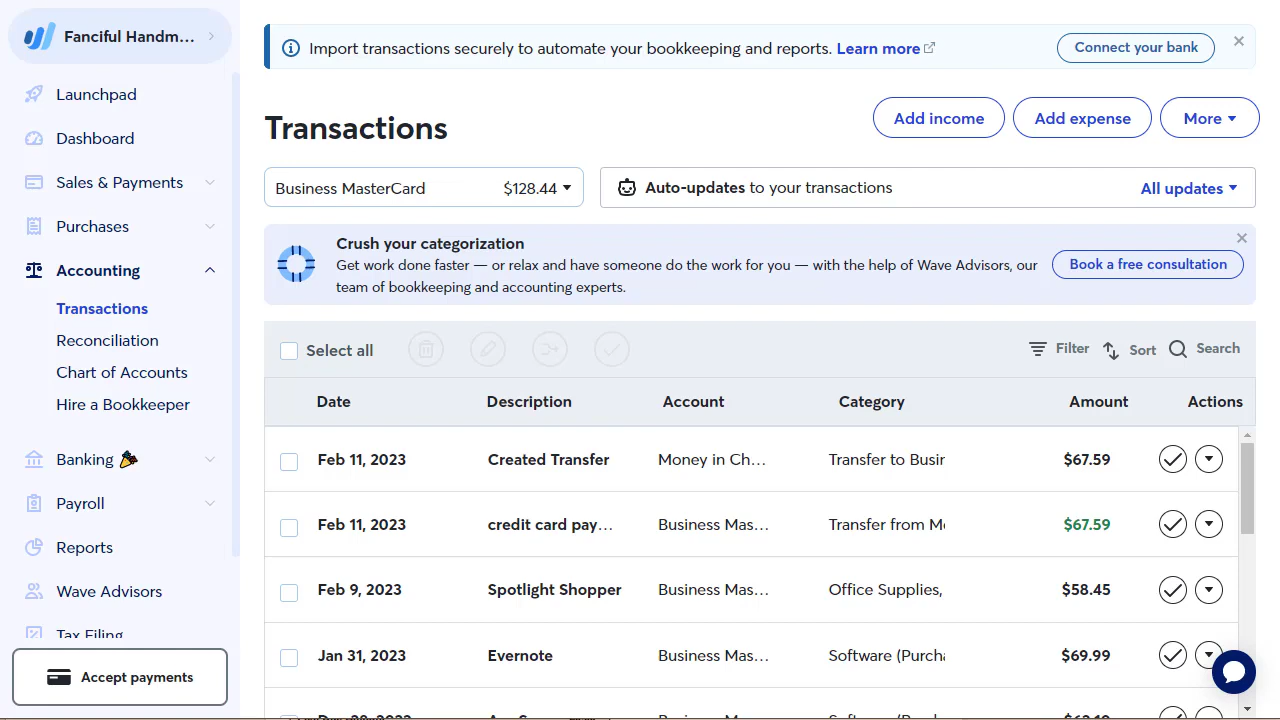 Fanciful Handm...
Launchpad
Dashboard
Sales & Payments
Purchases
Accounting
Transactions
Reconciliation
Chart of Accounts
Hire a Bookkeeper
Banking
Payroll
Reports
Wave Advisors
Tax Filing
Accept payments
Import transactions securely to automate your bookkeeping and reports. Learn more
Connect your bank
Transactions
Add income
Add expense
More
Business MasterCard $128.44
Auto-updates to your transactions
All updates
Crush your categorization
Get work done faster — or relax and have someone do the work for you — with the help of Wave Advisors, our
team of bookkeeping and accounting experts.
Book a free consultation
Select all
Filter
Sort
Search
Date Description Account Category Amount Actions
Feb 11, 2023 Created Transfer Money in Ch... Transfer to Busir $67.59
Feb 11, 2023 credit card pay... Business Mas... Transfer from Mo $67.59
Feb 9, 2023 Spotlight Shopper Business Mas... Office Supplies, $58.45
Jan 31, 2023 Evernote Business Mas... Software (Purcha $69.99